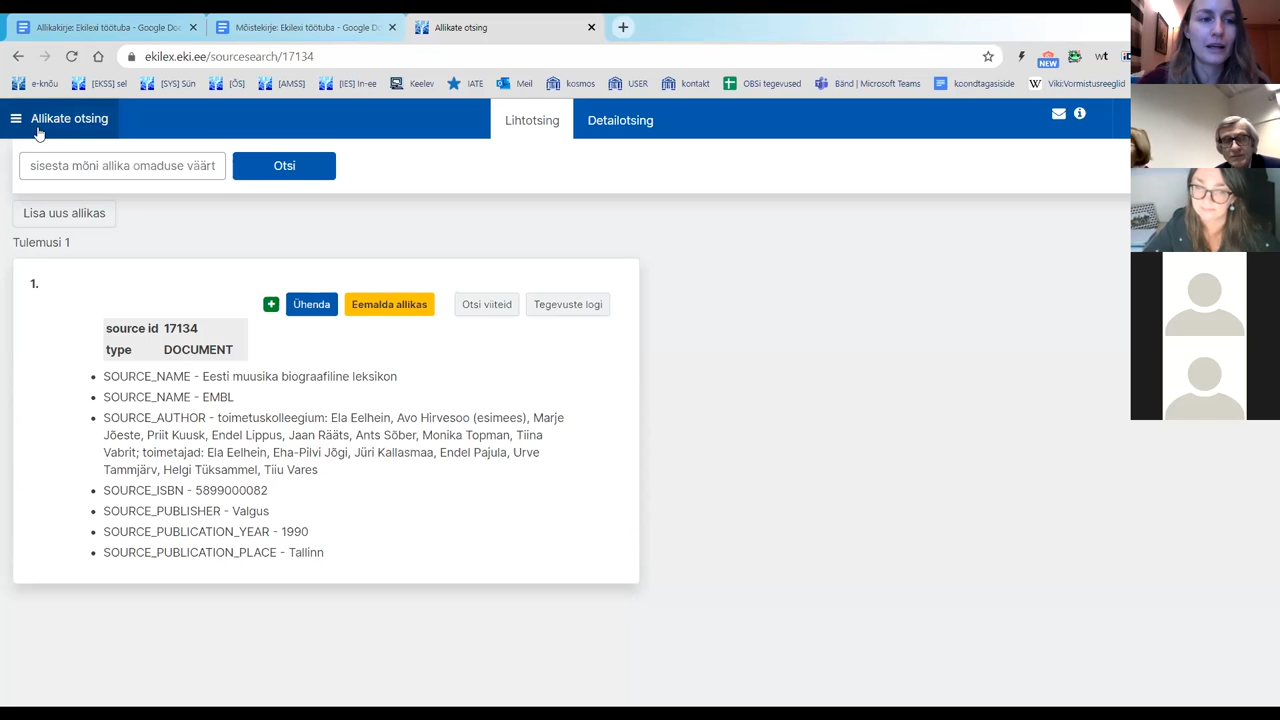 Allikakirje: Ekilexi töötuba - Google Doc
Mõistekirje: Ekilexi töötuba - Google D
Allikate otsing
ekilex.eki.ee/sourcesearch/17134
NEW
wt
e-knõu
[EKSS] sel
[SYS] Sün
[ÕS]
[AMSS]
Keelev
IATE
Meil
kosmos
USER
kontakt
OBSi tegevused
Bänd | Microsoft Teams
koondtagasiside
Viki:Vormistusreeglid
Allikate otsing
Lihtotsing
Detailotsing
sisesta mõni allika omaduse väärt
Otsi
Lisa uus allikas
Tulemusi 1
1.
Ühenda
Eemalda allikas
Otsi viiteid
Tegevuste logi
source id 17134
type DOCUMENT
SOURCE_NAME - Eesti muusika biograafiline leksikon
SOURCE_NAME - EMBL
SOURCE_AUTHOR - toimetuskolleegium: Ela Eelhein, Avo Hirvesoo (esimees), Marje
Jõeste, Priit Kuusk, Endel Lippus, Jaan Rääts, Ants Sõber, Monika Topman, Tiina
Vabrit; toimetajad: Ela Eelhein, Eha-Pilvi Jõgi, Jüri Kallasmaa, Endel Pajula, Urve
Tammjärv, Helgi Tüksammel, Tiiu Vares
SOURCE_ISBN - 5899000082
SOURCE_PUBLISHER - Valgus
SOURCE_PUBLICATION_YEAR - 1990
SOURCE_PUBLICATION_PLACE - Tallinn